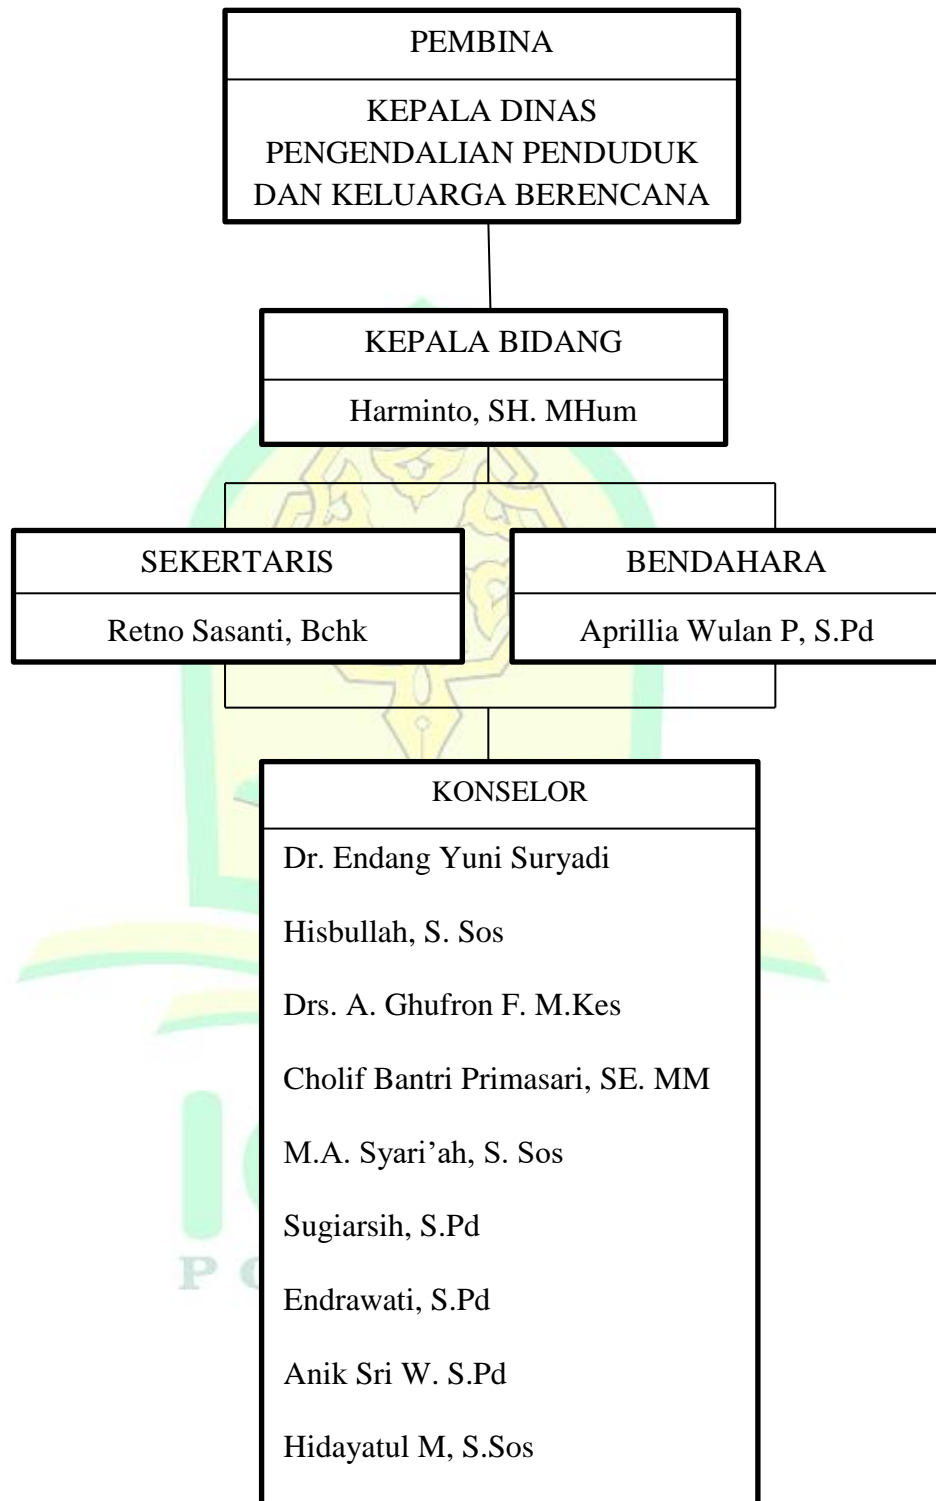 PEMBINA
KEPALA DINAS
PENGENDALIAN PENDUDUK
DAN KELUARGA BERENCANA
KEPALA BIDANG
Harminto, SH. MHum
SEKERTARIS
Retno Sasanti, Bchk
BENDAHARA
Aprillia Wulan P, S.Pd
KONSELOR
Dr. Endang Yuni Suryadi
Hisbullah, S. Sos
Drs. A. Ghufron F. M.Kes
Cholif Bantri Primasari, SE. MM
M.A. Syari’ah, S. Sos
Sugiarsih, S.Pd
Endrawati, S.Pd
Anik Sri W. S.Pd
Hidayatul M, S.Sos